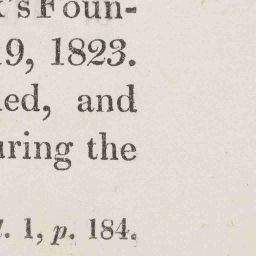 's Foun-
19, 1823.
ed, and
uring the
. 1, p. 184.